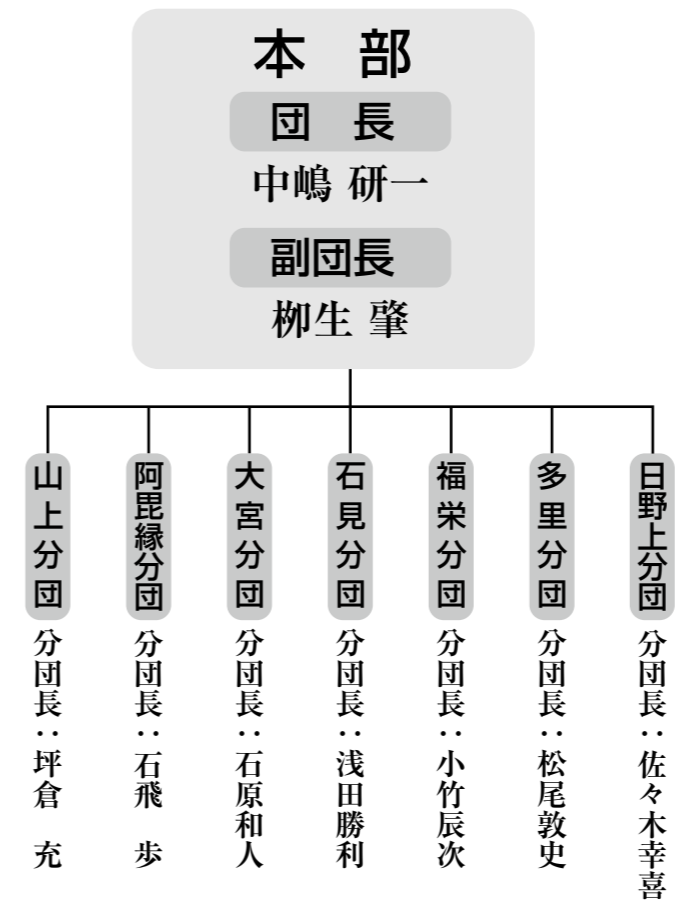 本　部
団　長
中嶋 研一
副団長
栁生 肇
日野上分団
分団長：佐々木幸喜
多里分団
分団長：松尾敦史
福栄分団
分団長：小竹辰次
石見分団
分団長：浅田勝利
大宮分団
分団長：石原和人
阿毘縁分団
分団長：石飛　歩
山上分団
分団長：坪倉　充